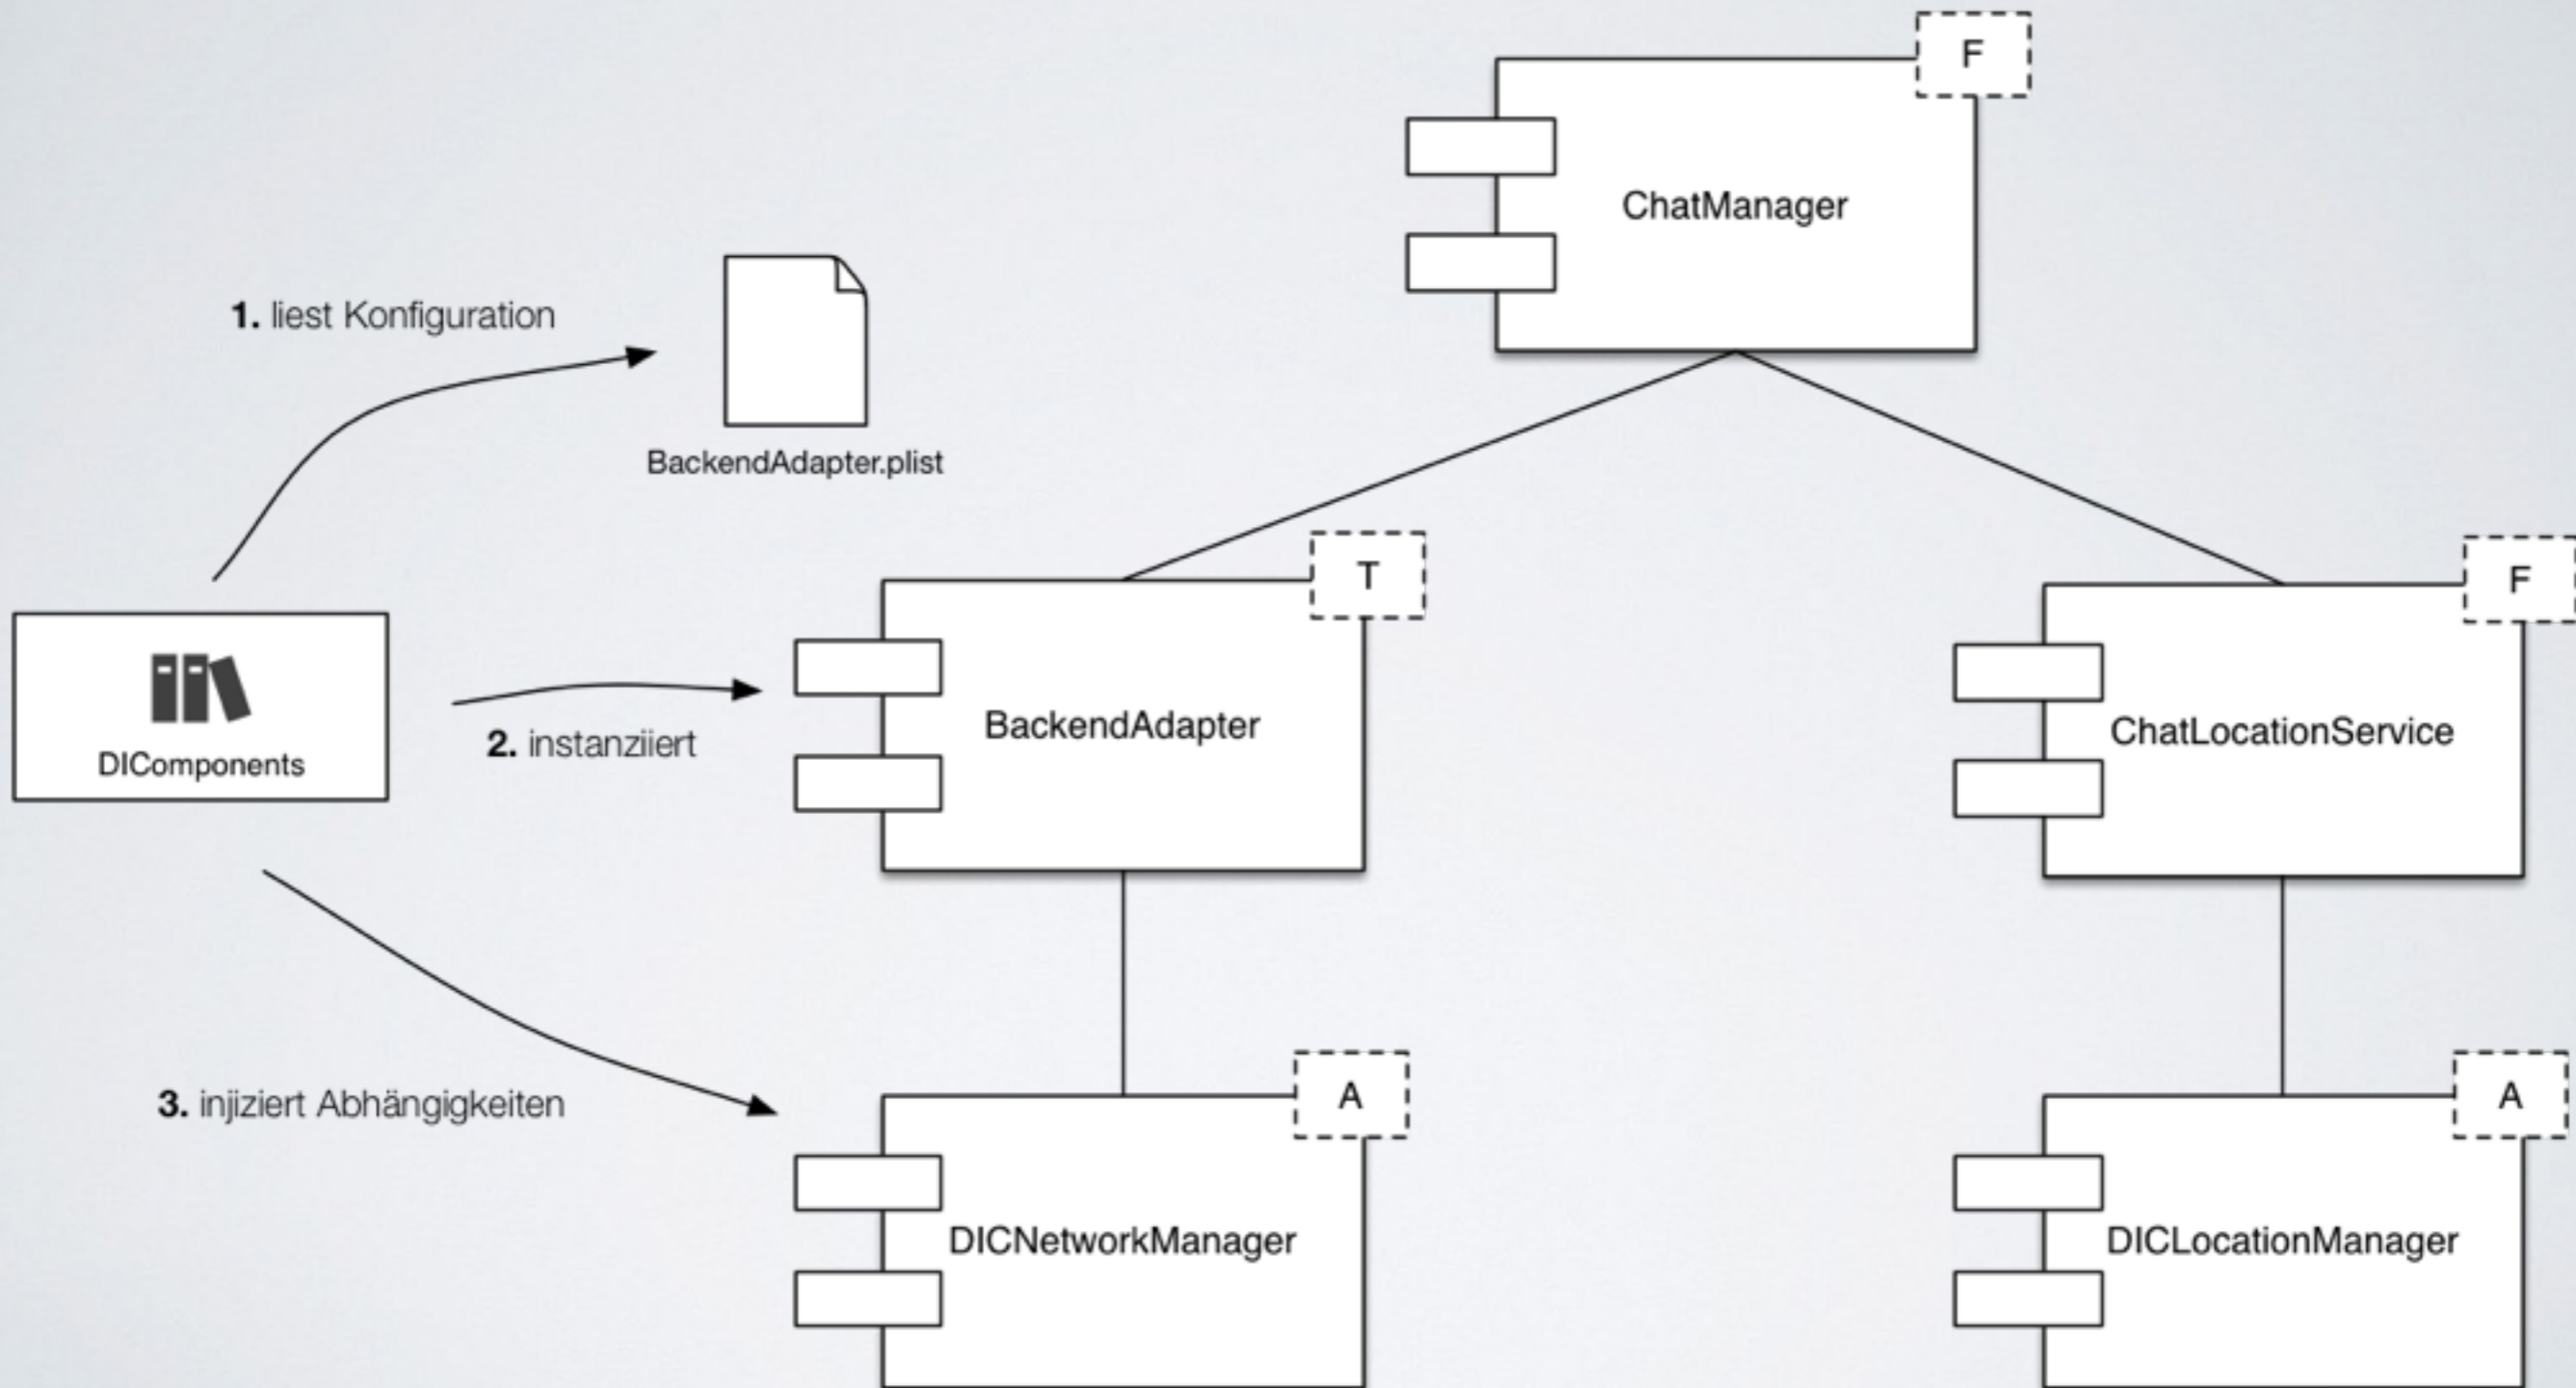 F
ChatManager
1. liest Konfiguration
BackendAdapter.plist
T
F
BackendAdapter
ChatLocationService
DIComponents
2. instanziiert
3. injiziert Abhängigkeiten
A
A
DICNetworkManager
DICLocationManager